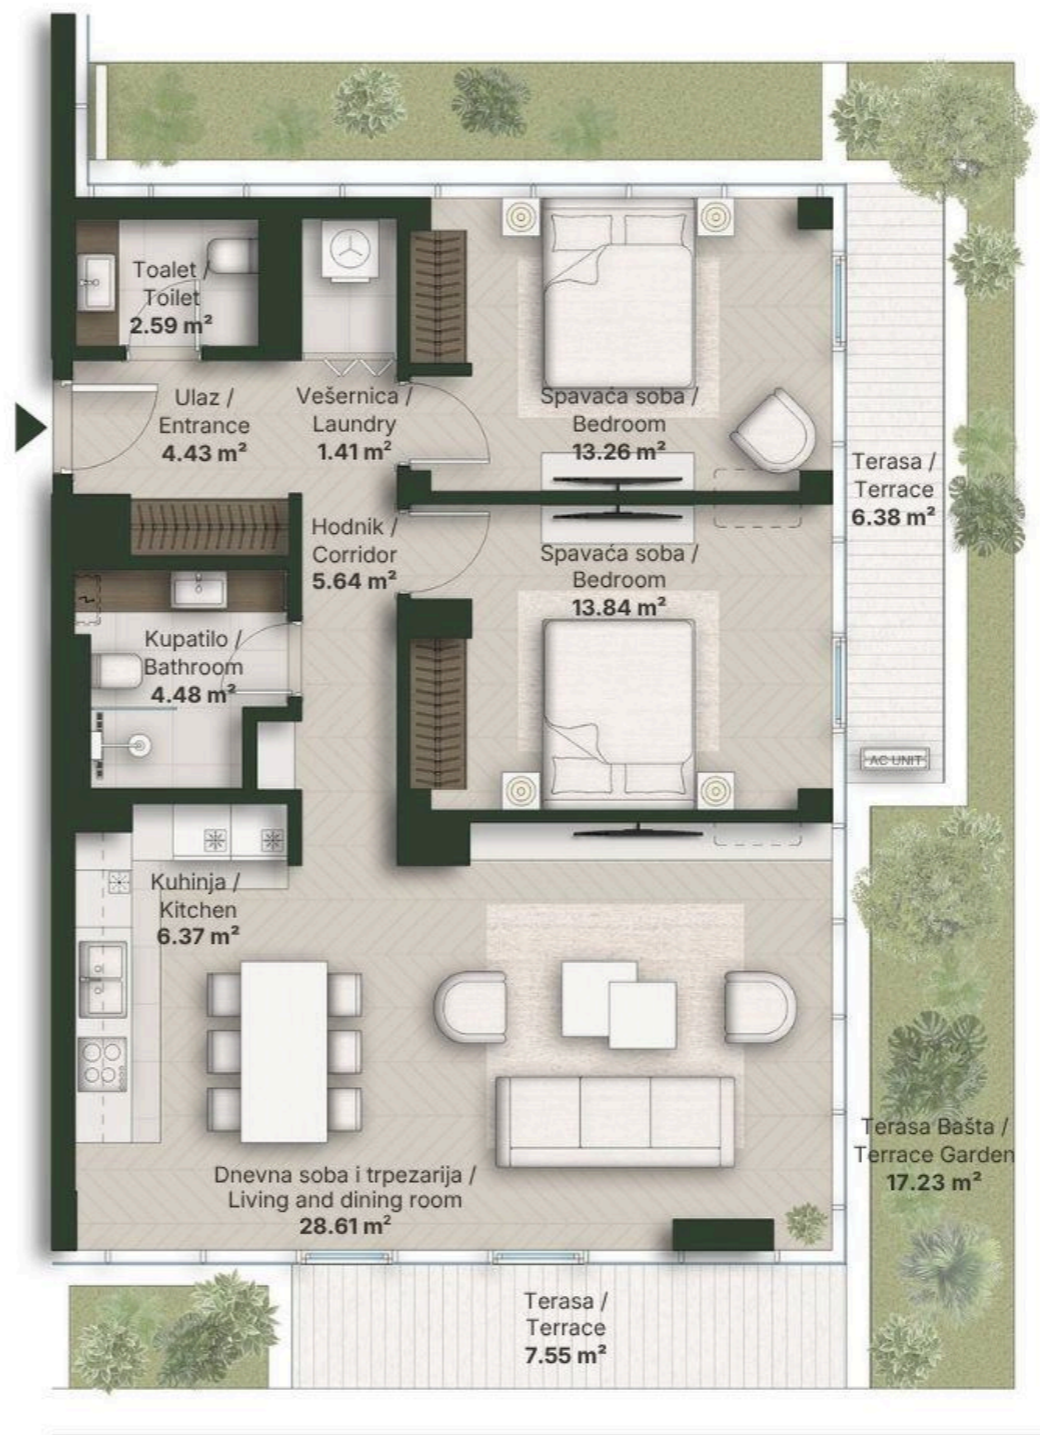 Toalet /
Toilet
2.59 m²
Ulaz /
Entrance
4.43 m²
Vešernica /
Laundry
1.41 m²
Spavaća soba /
Bedroom
13.26 m²
Terasa /
Terrace
6.38 m²
Hodnik /
Corridor
5.64 m²
Spavaća soba /
Bedroom
13.84 m²
Kupatilo /
Bathroom
4.48 m²
AC UNIT
Kuhinja /
Kitchen
6.37 m²
Terasa Bašta /
Terrace Garden
17.23 m²
Dnevna soba i trpezarija /
Living and dining room
28.61 m²
Terasa /
Terrace
7.55 m²